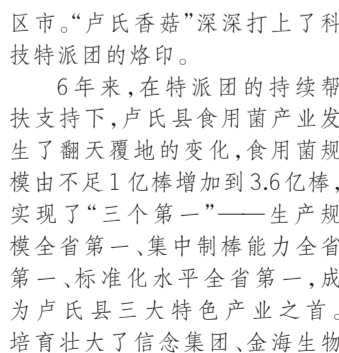 区市。“卢氏香菇”深深打上了科
技特派团的烙印。
6年来,在特派团的持续帮
扶支持下,卢氏县食用菌产业发
生了翻天覆地的变化,食用菌规
模由不足1亿棒增加到3.6亿棒,
实现了“三个第一”——生产规
模全省第一、集中制棒能力全省
第一、标准化水平全省第一,成
为卢氏县三大特色产业之首。
培育壮大了信念集团、金海生物